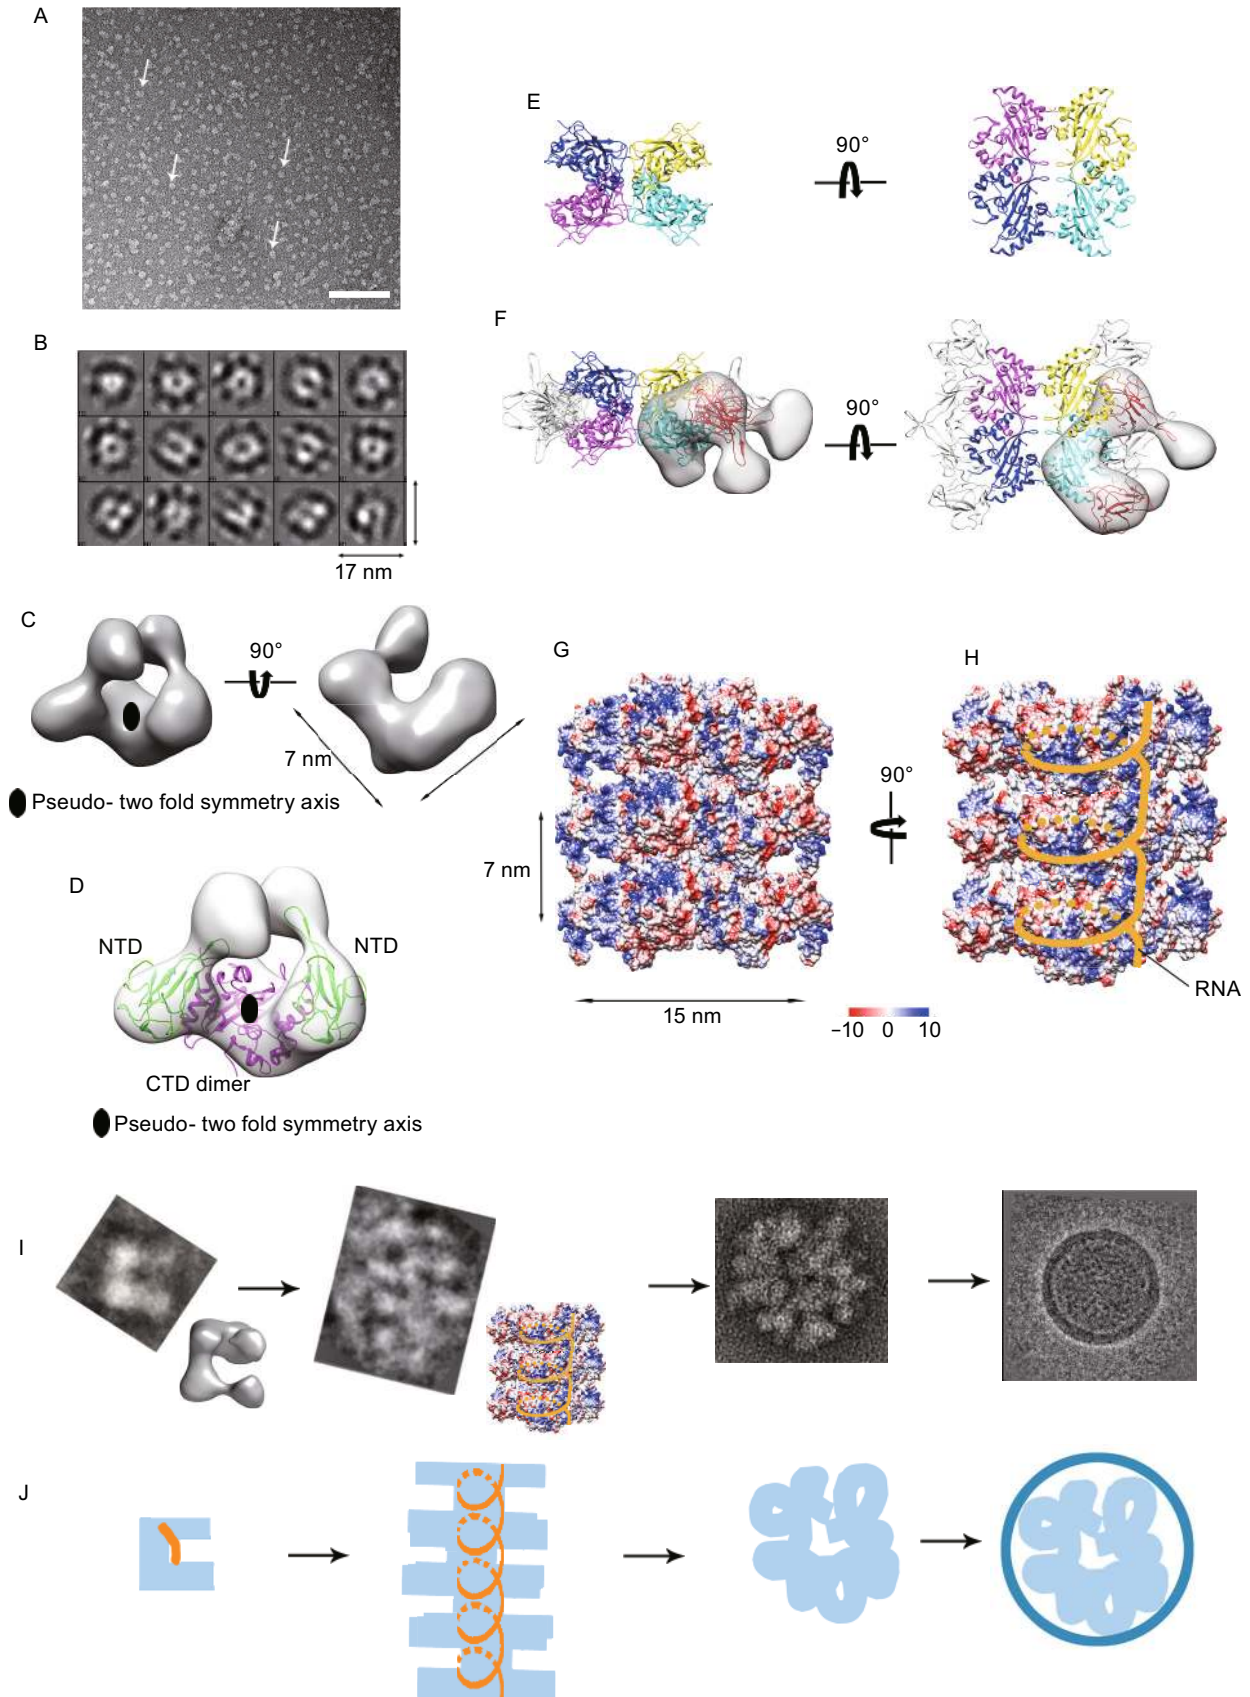 A
B
17 nm
C
90°
7 nm
Pseudo- two fold symmetry axis
D
NTD
NTD
CTD dimer
Pseudo- two fold symmetry axis
E
90°
F
90°
G
7 nm
15 nm
−10 0 10
90°
H
RNA
I
J